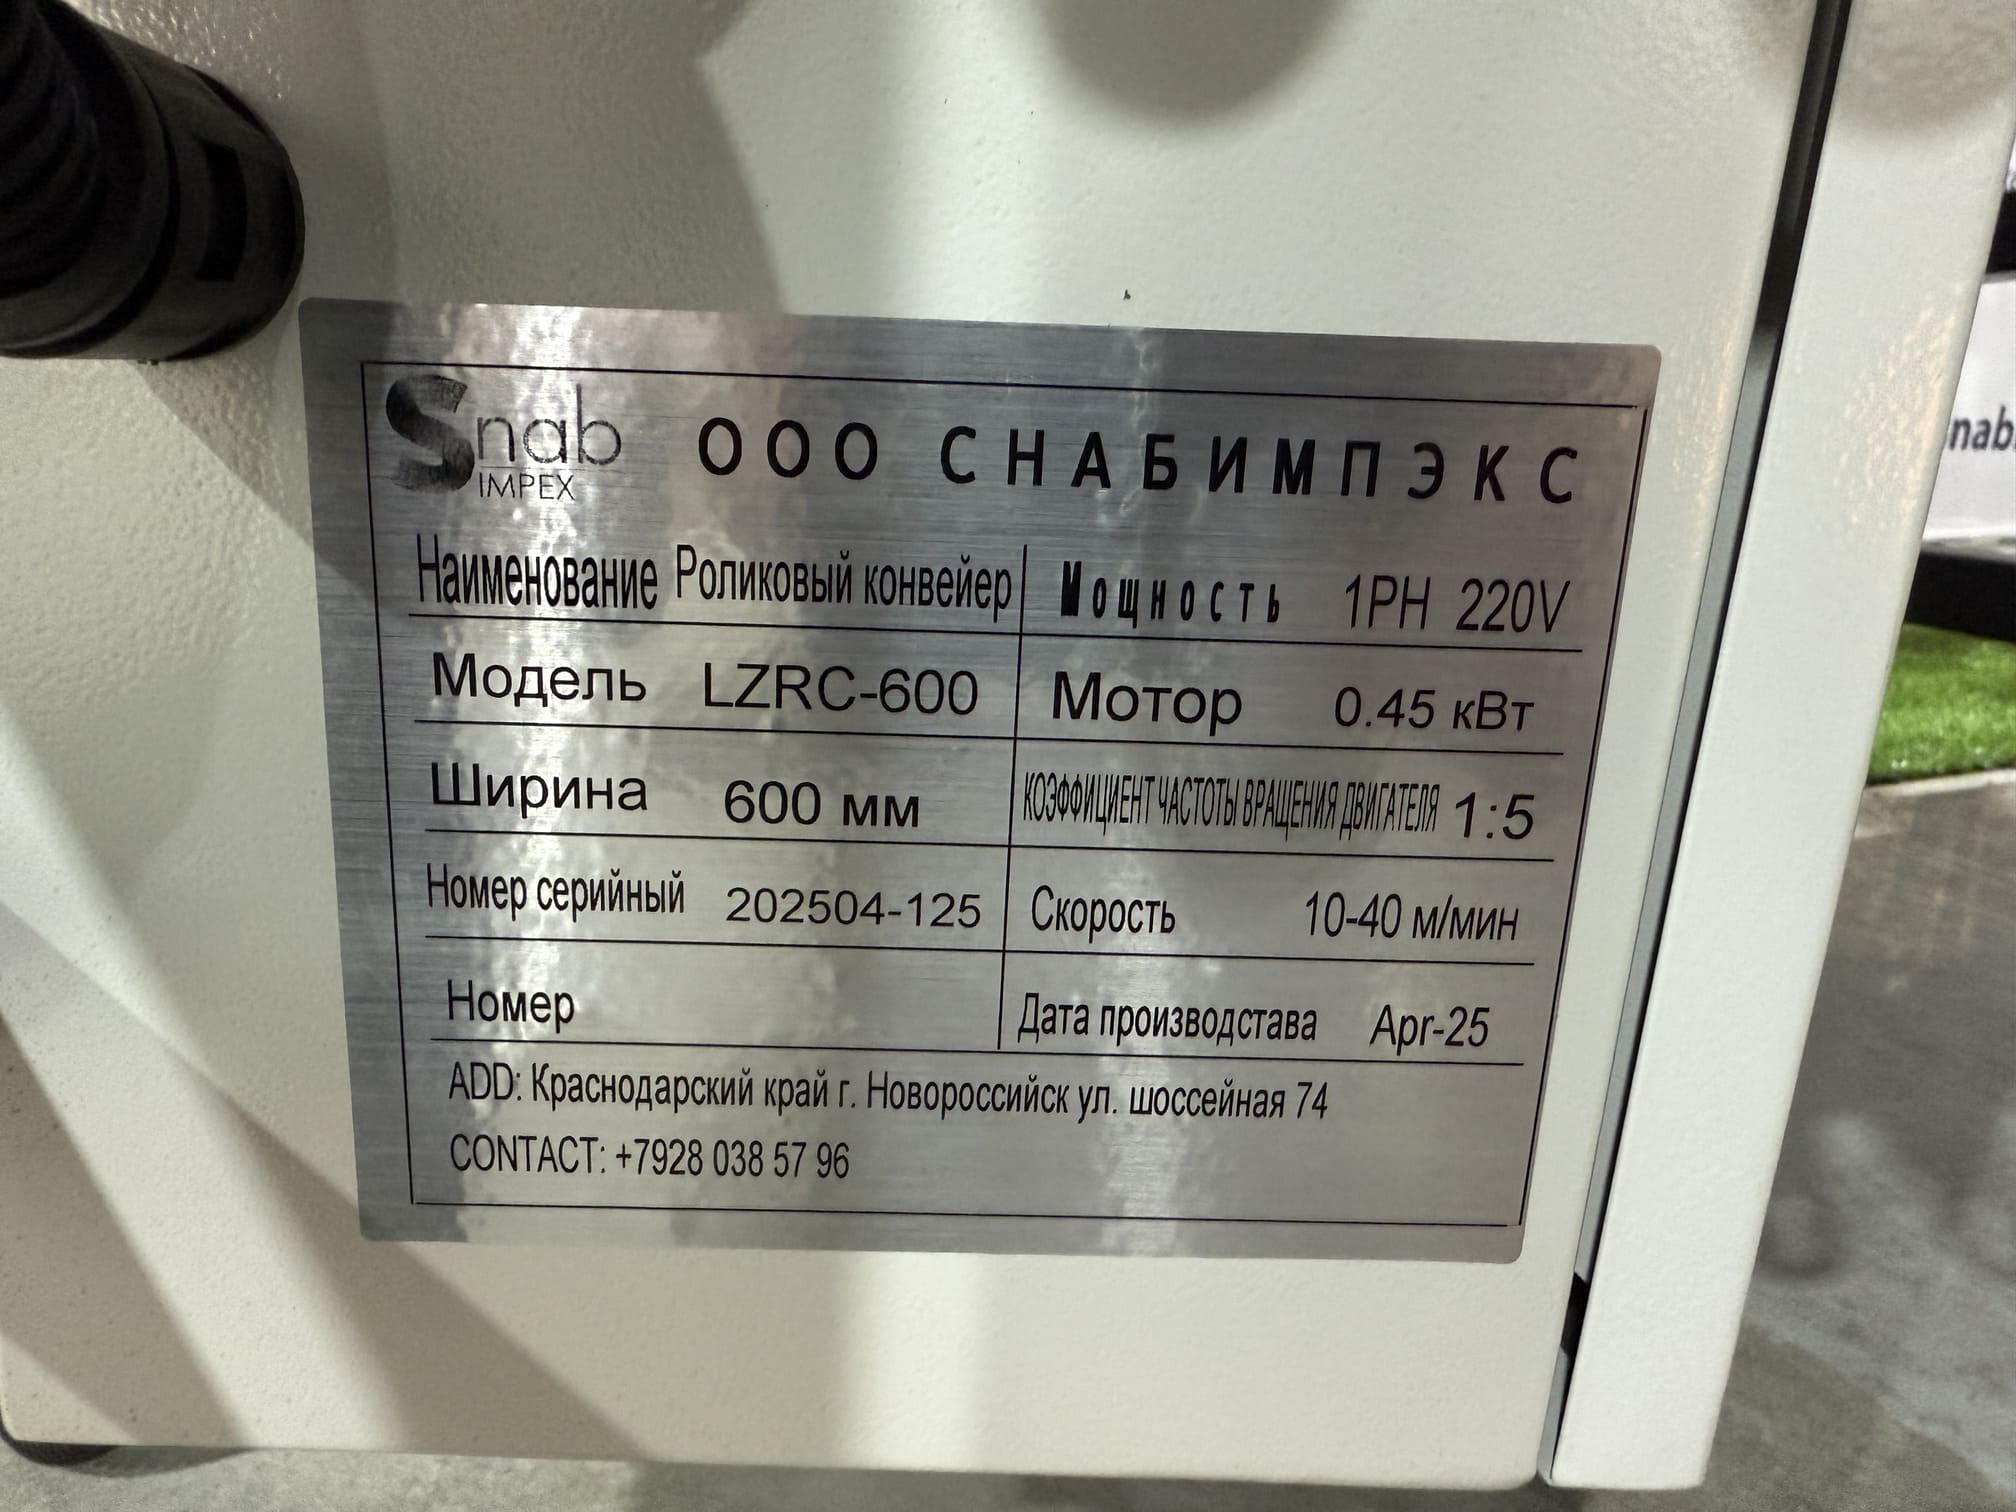 Snab
IMPEX
ООО СНАБИМПЭКС
Наименование Роликовый конвейер
Мощность 1PH 220V
Модель LZRC-600
Мотор 0.45 кВт
Ширина 600 мм
КОЭФФИЦИЕНТ ЧАСТОТЫ ВРАЩЕНИЯ ДВИГАТЕЛЯ 1:5
Номер серийный 202504-125
Скорость 10-40 м/мин
Номер
Дата производстава Apr-25
ADD: Краснодарский край г. Новороссийск ул. шоссейная 74
CONTACT: +7928 038 57 96